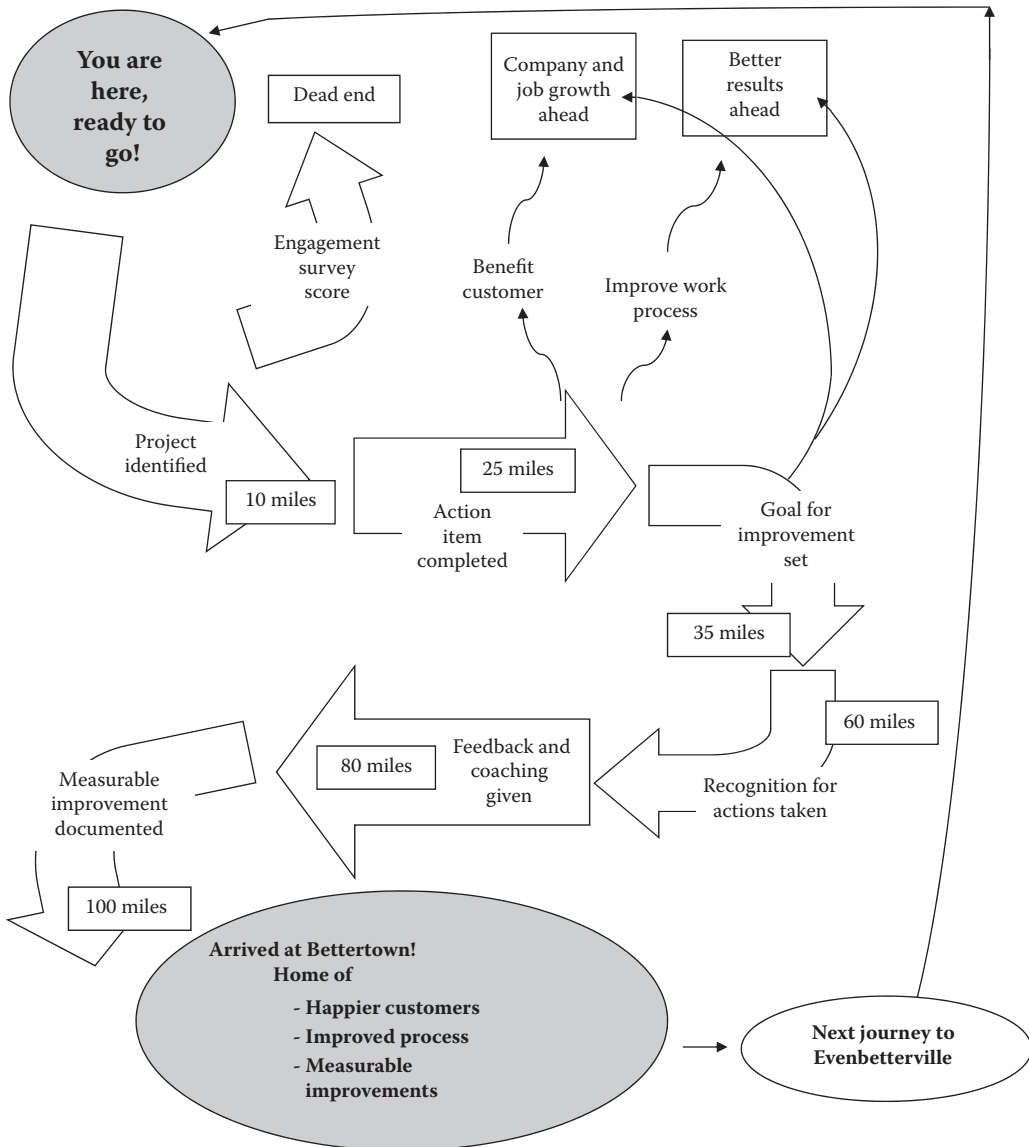 You are
here,
ready to
go!
Dead end
Company and
job growth
ahead
Better
results
ahead
Engagement
survey
score
Benefit
customer
Improve work
process
Project
identified
10 miles
25 miles
Action
item
completed
Goal for
improvement
set
35 miles
60 miles
Recognition for
actions taken
Feedback and
coaching
given
80 miles
Measurable
improvement
documented
100 miles
Arrived at Bettertown!
Home of
- Happier customers
- Improved process
- Measurable
improvements
Next journey to
Evenbetterville